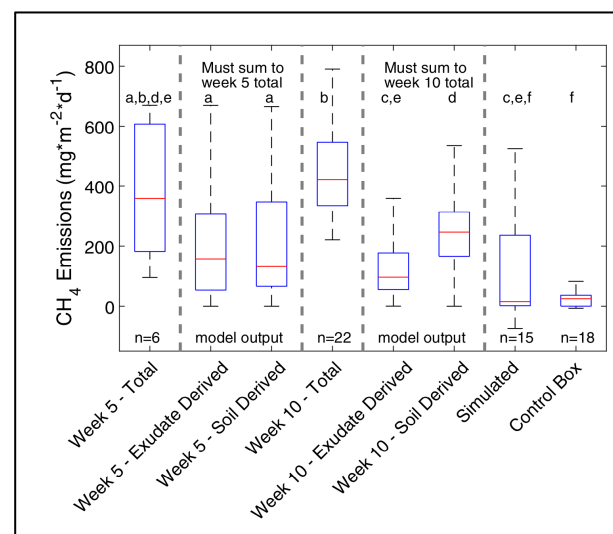 CH4 Emissions (mg*m-2*d-1)
800
600
400
200
0
Must sum to
week 5 total
Must sum to
week 10 total
a,b,d,e
a
a
b
c,e
d
c,e,f
f
n=6
model output
n=22
model output
n=15
n=18
Week 5 - Total
Week 5 - Exudate Derived
Week 5 - Soil Derived
Week 10 - Total
Week 10 - Exudate Derived
Week 10 - Soil Derived
Simulated
Control Box